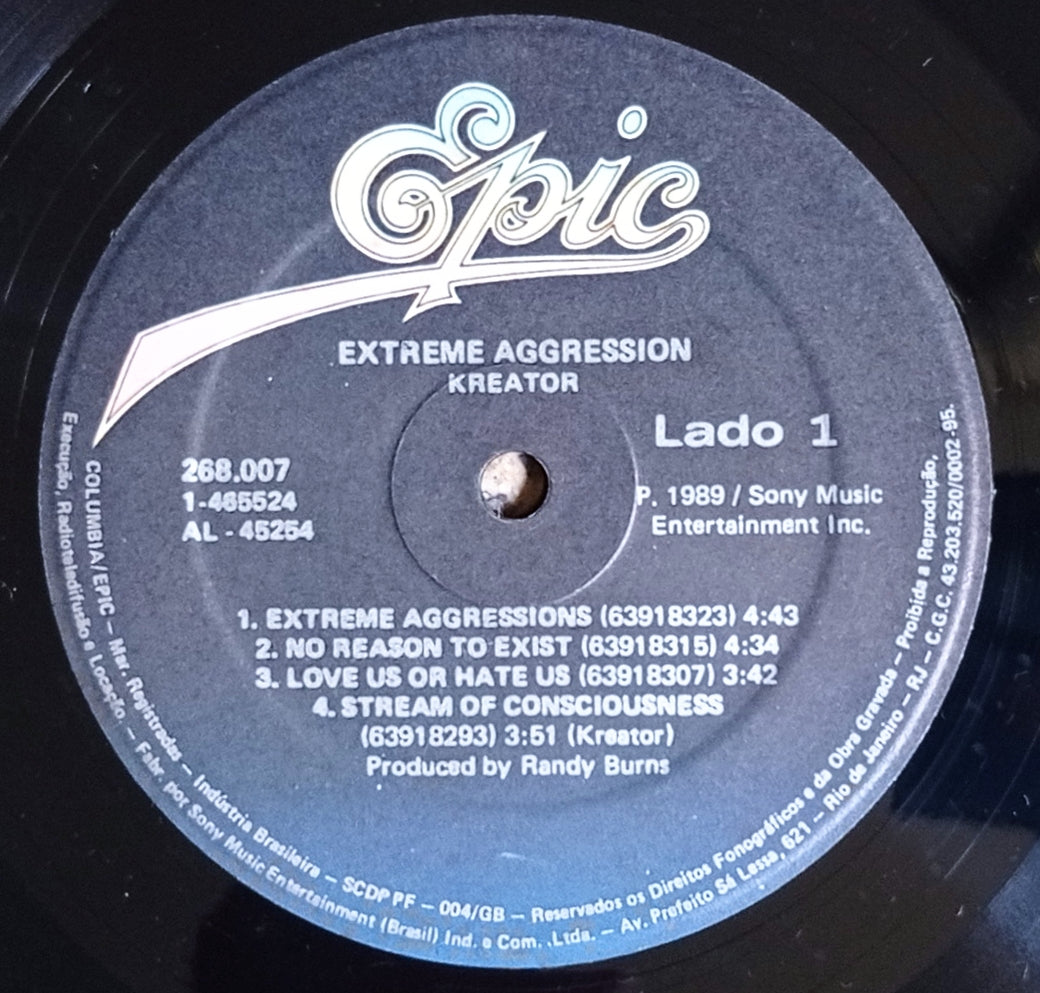 Epic
EXTREME AGGRESSION
KREATOR
Lado 1
268.007
1-465524
AL - 45254
P. 1989 / Sony Music
Entertainment Inc.
1. EXTREME AGGRESSIONS (63918323) 4:43
2. NO REASON TO EXIST (63918315) 4:34
3. LOVE US OR HATE US (63918307) 3:42
4. STREAM OF CONSCIOUSNESS
(63918293) 3:51 (Kreator)
Produced by Randy Burns
COLUMBIA/EPIC — Mar. Registradas — Indústria Brasileira — SCDP PF — 004/GB — Reservados os Direitos Fonográficos e da Obra Gravada — Proibida a Reprodução,
Execução, Radioteledifusão e Locação. — Fabr. por Sony Music Entertainment (Brasil) Ind. e Com. Ltda. — Av. Prefeito Sá Lessa, 621 — Rio de Janeiro — RJ — C.G.C. 43.203.520/0002-95.